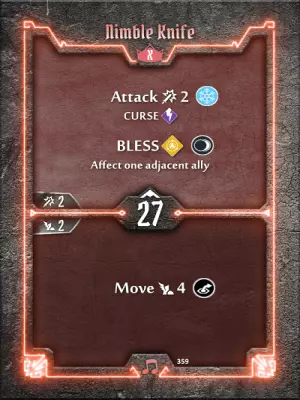 Nimble Knife
X
Attack 2
CURSE
BLESS
Affect one adjacent ally
2
27
2
Move 4
359